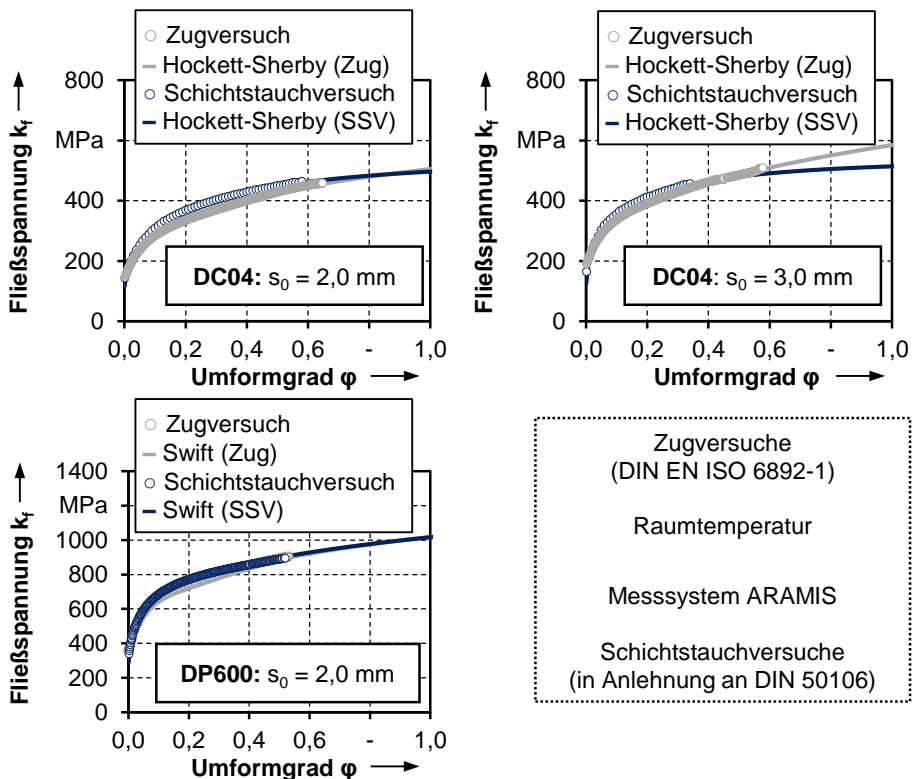 Zugversuch
Hockett-Sherby (Zug)
Schichtstauchversuch
Hockett-Sherby (SSV)
Fließspannung kf
800
MPa
400
200
0
DC04: s0 = 2,0 mm
0,0 0,2 0,4 0,6 - 1,0
Umformgrad φ
Zugversuch
Hockett-Sherby (Zug)
Schichtstauchversuch
Hockett-Sherby (SSV)
Fließspannung kf
800
MPa
400
200
0
DC04: s0 = 3,0 mm
0,0 0,2 0,4 0,6 - 1,0
Umformgrad φ
Zugversuch
Swift (Zug)
Schichtstauchversuch
Swift (SSV)
Fließspannung kf
1400
MPa
1000
800
600
400
200
0
DP600: s0 = 2,0 mm
0,0 0,2 0,4 0,6 - 1,0
Umformgrad φ
Zugversuche
(DIN EN ISO 6892-1)
Raumtemperatur
Messsystem ARAMIS
Schichtstauchversuche
(in Anlehnung an DIN 50106)